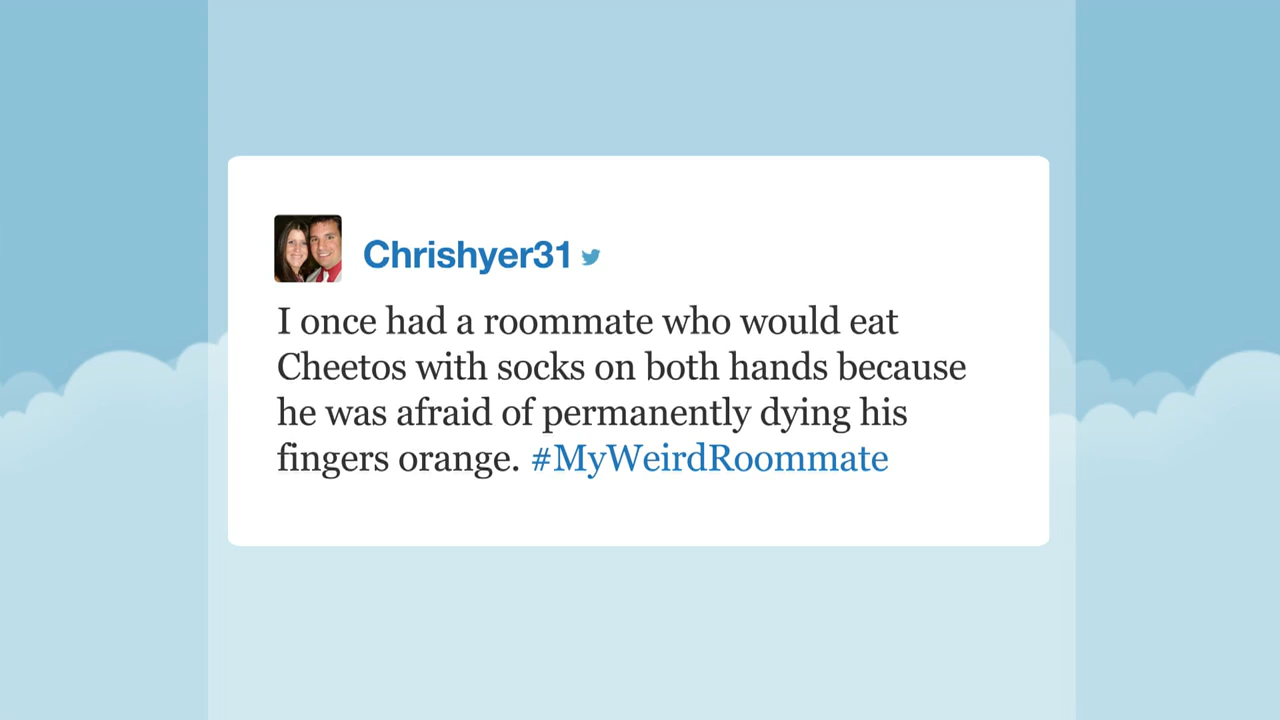 Chrishyer31
I once had a roommate who would eat
Cheetos with socks on both hands because
he was afraid of permanently dying his
fingers orange. #MyWeirdRoommate